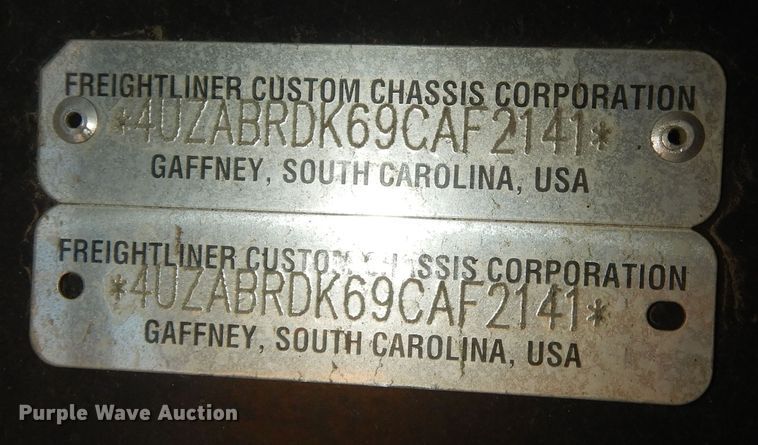 FREIGHTLINER CUSTOM CHASSIS CORPORATION
*4UZABRDK69CAF2141*
GAFFNEY, SOUTH CAROLINA, USA
FREIGHTLINER CUSTOM CHASSIS CORPORATION
*4UZABRDK69CAF2141*
GAFFNEY, SOUTH CAROLINA, USA
Purple Wave Auction